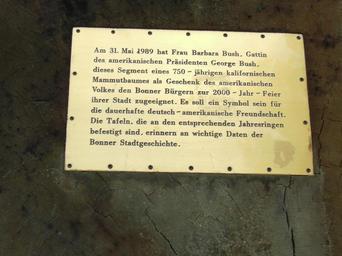 Am 31. Mai 1989 hat Frau Barbara Bush, Gattin
des amerikanischen Präsidenten George Bush,
dieses Segment eines 750-jährigen kalifornischen
Mammutbaumes als Geschenk des amerikanischen
Volkes den Bonner Bürgern zur 2000-Jahr-Feier
ihrer Stadt zugeeignet. Es soll ein Symbol sein für
die dauerhafte deutsch-amerikanische Freundschaft.
Die Tafeln, die an den entsprechenden Jahresringen
befestigt sind, erinnern an wichtige Daten der
Bonner Stadtgeschichte.